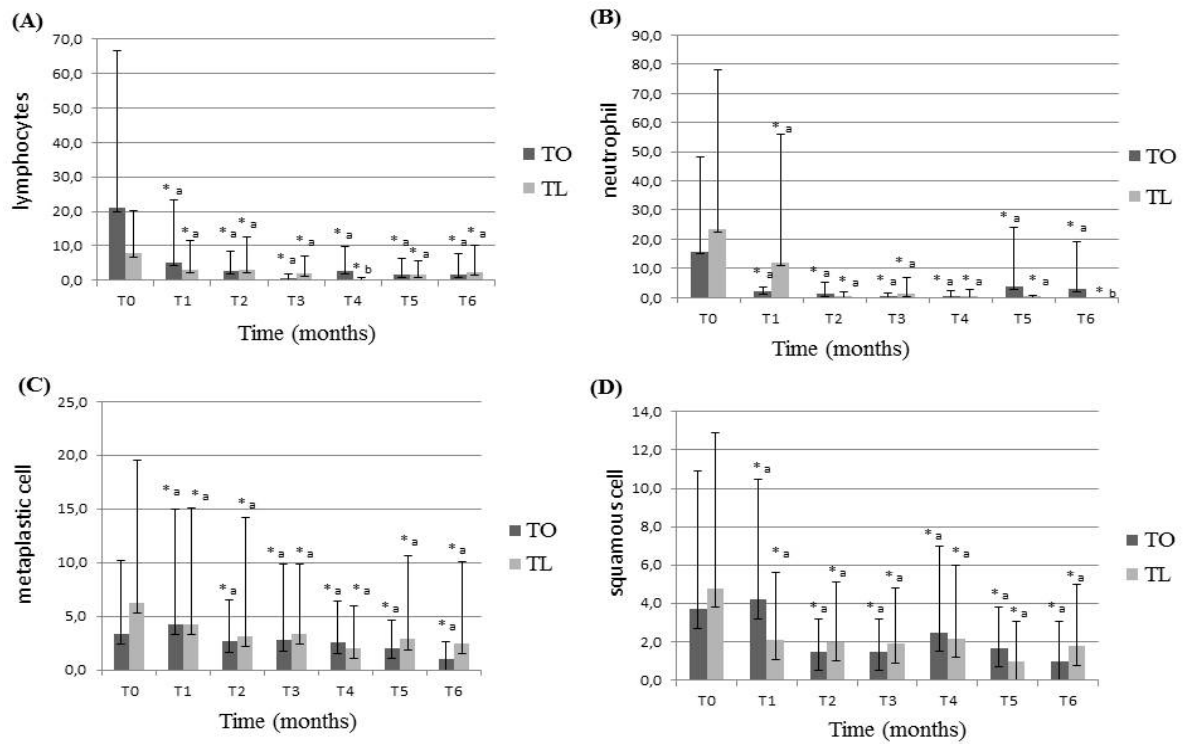 (A)
lymphocytes
70,0
60,0
50,0
40,0
30,0
20,0
10,0
0,0
* a
* a
* a
* a
* a
* a
* a
* b
* a
* a
* a
* a
T0 T1 T2 T3 T4 T5 T6
Time (months)
TO
TL
(B)
neutrophil
90,0
80,0
70,0
60,0
50,0
40,0
30,0
20,0
10,0
0,0
* a
* a
* a
* a
* a
* a
* a
* a
* a
* a
* a
* b
T0 T1 T2 T3 T4 T5 T6
Time (months)
TO
TL
(C)
metaplastic cell
25,0
20,0
15,0
10,0
5,0
0,0
* a
* a
* a
* a
* a
* a
* a
* a
* a
* a
* a
* a
T0 T1 T2 T3 T4 T5 T6
Time (months)
TO
TL
(D)
squamous cell
14,0
12,0
10,0
8,0
6,0
4,0
2,0
0,0
* a
* a
* a
* a
* a
* a
* a
* a
* a
* a
* a
* a
T0 T1 T2 T3 T4 T5 T6
Time (months)
TO
TL